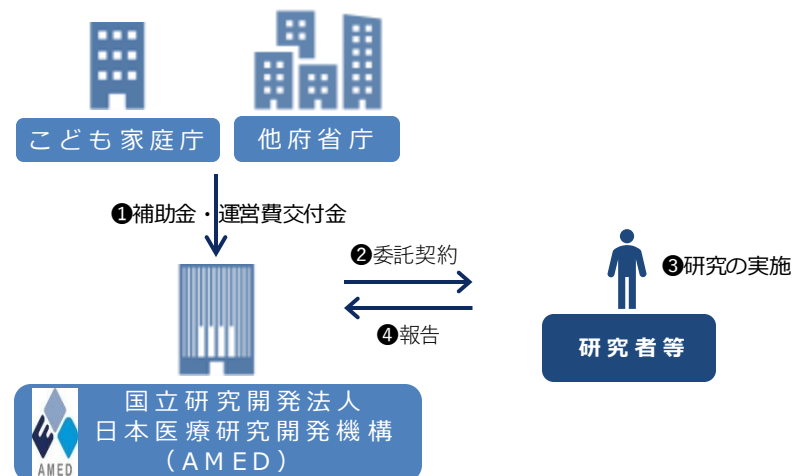 こども家庭庁
他府省庁
❶補助金・運営費交付金
❷委託契約
❸研究の実施
❹報告
研究者等
国立研究開発法人
日本医療研究開発機構
（AMED）
AMED